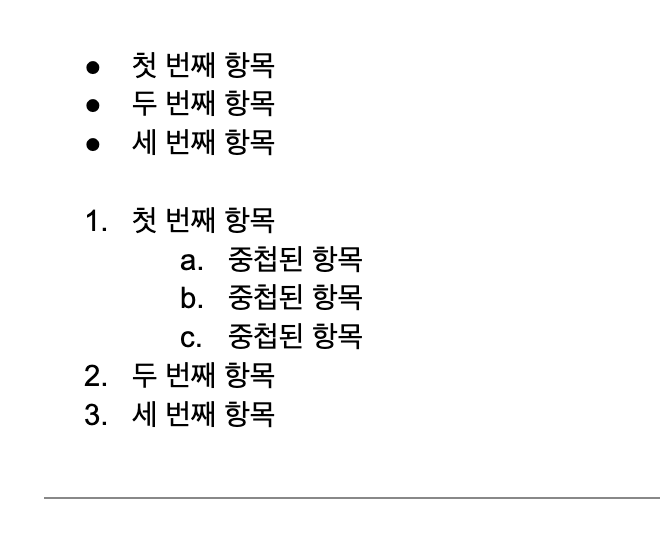 ● 첫 번째 항목
● 두 번째 항목
● 세 번째 항목
1. 첫 번째 항목
a. 중첩된 항목
b. 중첩된 항목
c. 중첩된 항목
2. 두 번째 항목
3. 세 번째 항목